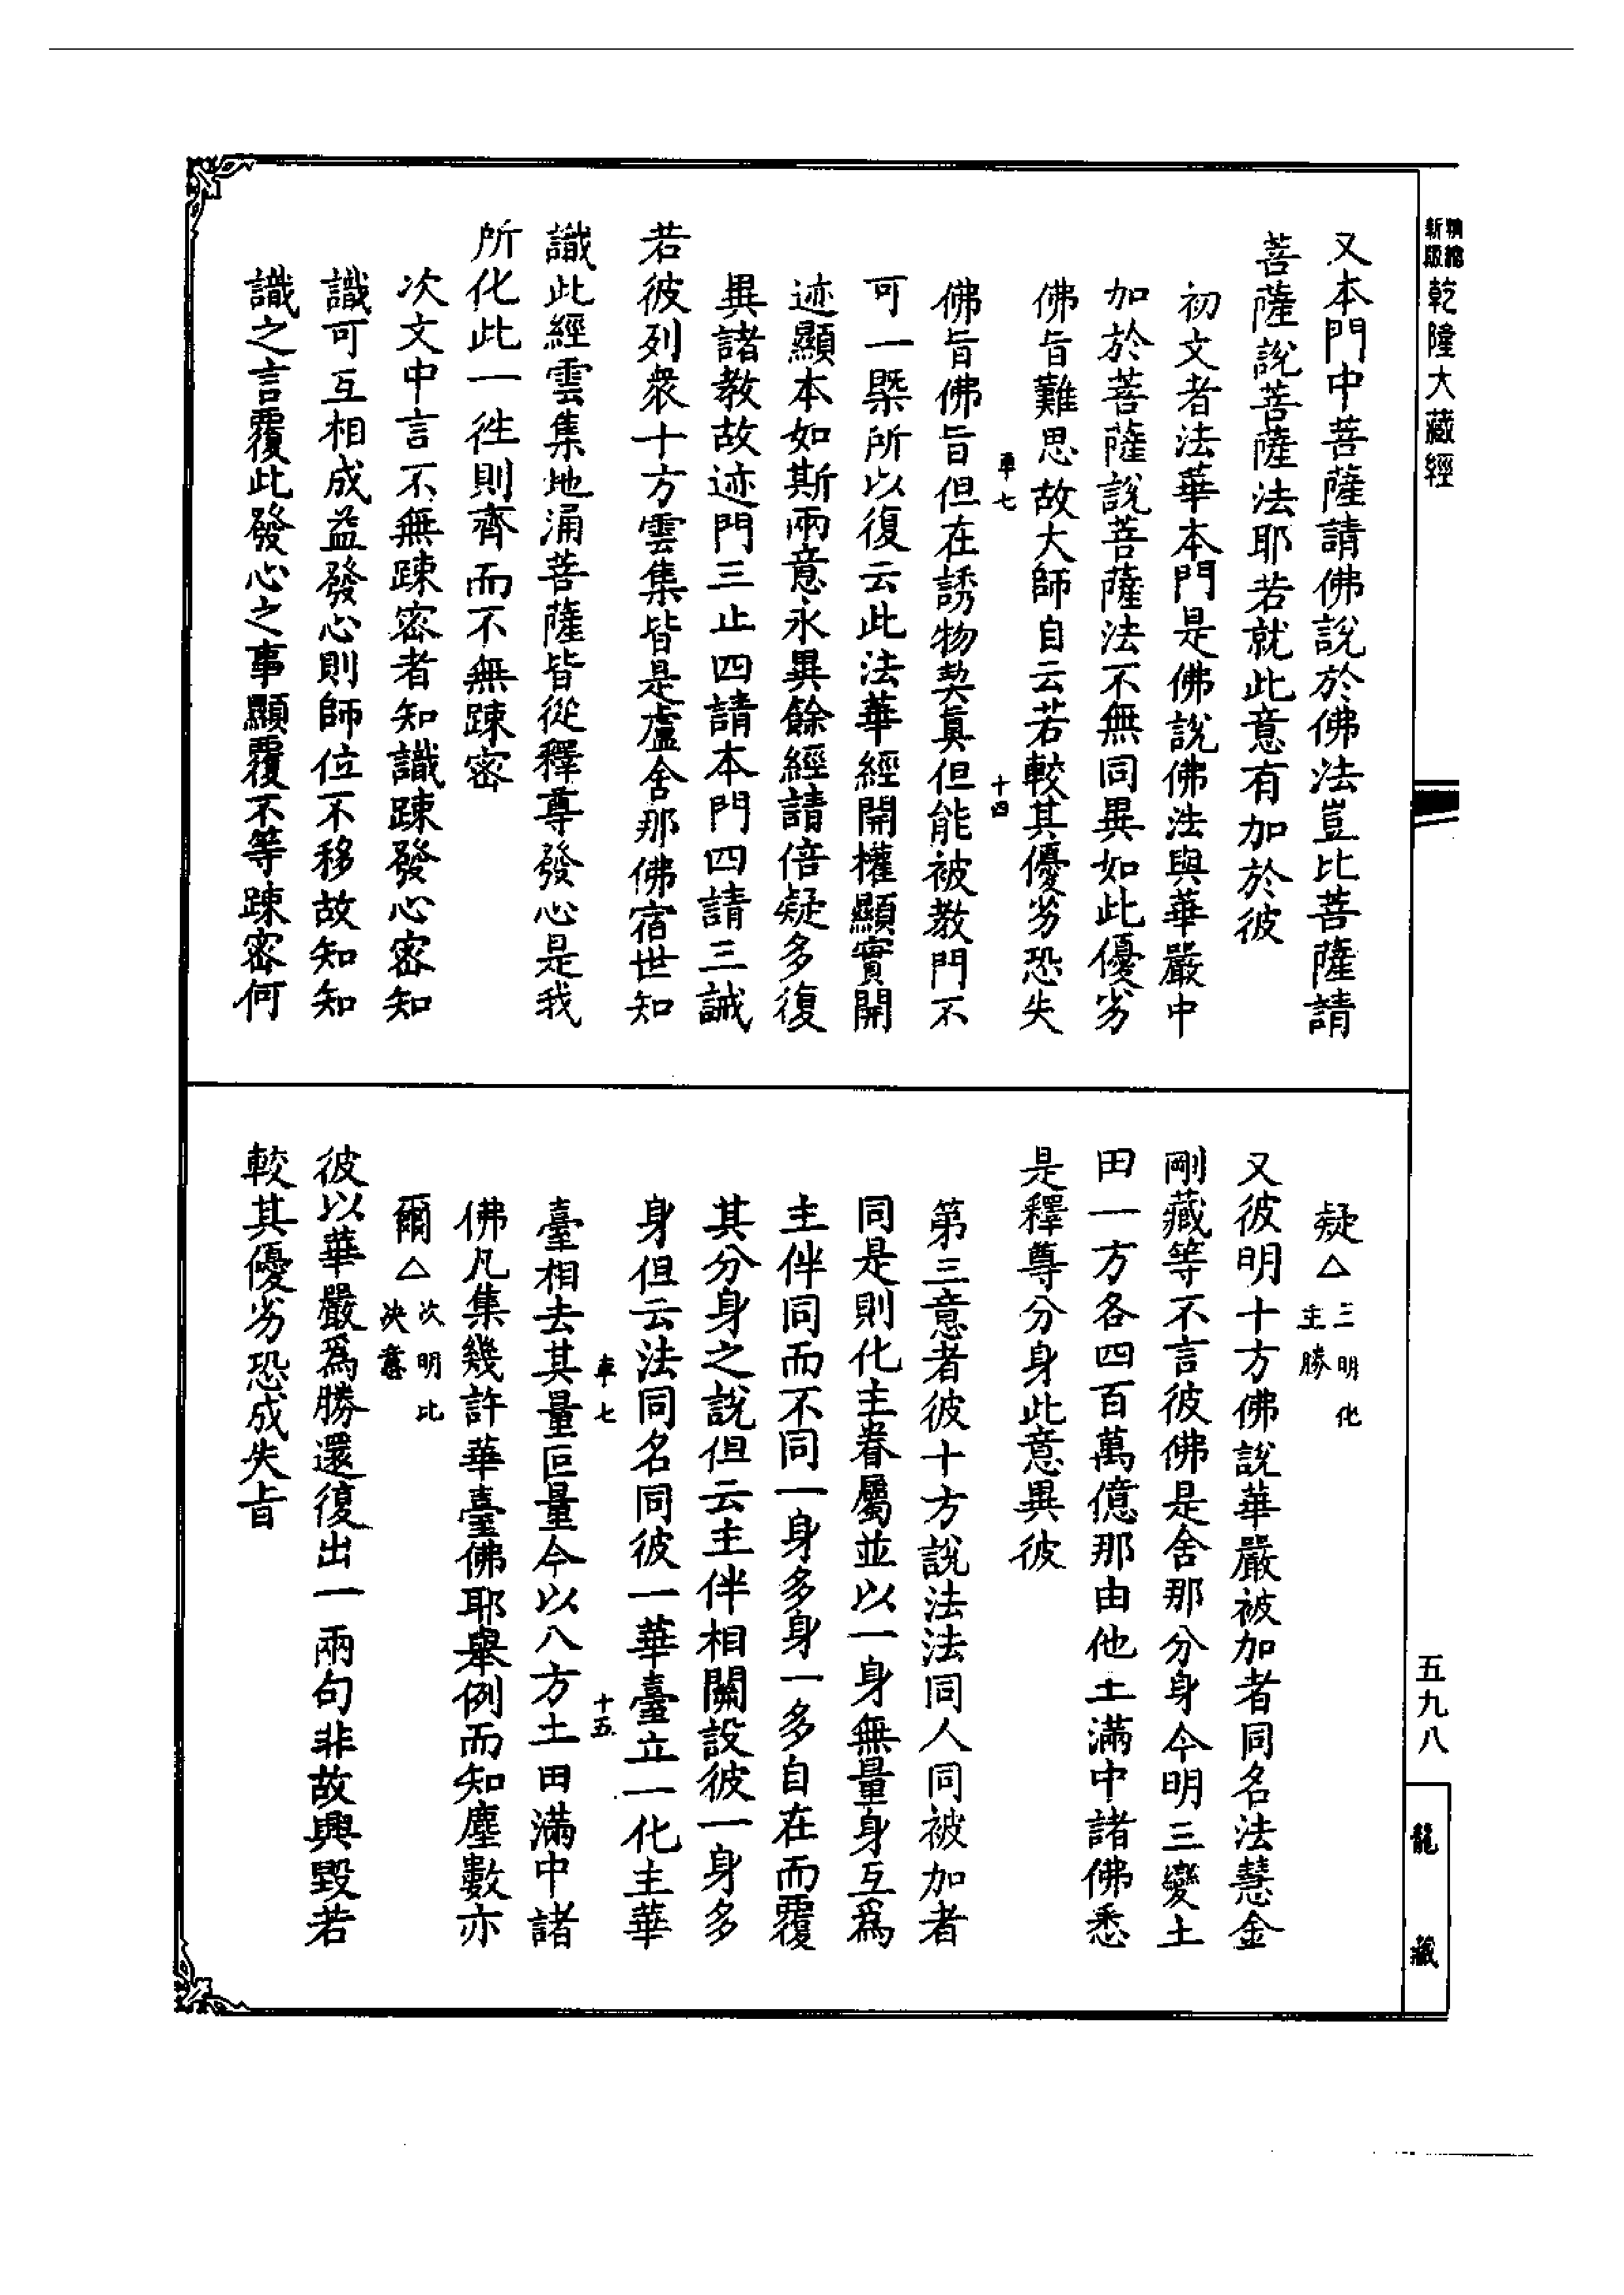 精縮
新版
乾隆大藏經
又本門中菩薩請佛說於佛法豈比菩薩請
菩薩說菩薩法耶若就此意有加於彼
初文者法華本門是佛說佛法與華嚴中
加於菩薩說菩薩法不無同異如此優劣
佛旨難思故大師自云若較其優劣恐失
車七
十四
佛旨佛旨但在誘物契真但能被教門不
可一槩所以復云此法華經開權顯實開
迹顯本如斯兩意永異餘經請倍疑多復
異諸教故迹門三止四請本門四請三誡
若彼列衆十方雲集皆是盧舍那佛宿世知
識此經雲集地涌菩薩皆從釋尊發心是我
所化此一徃則齊而不無踈密
次文中言不無踈密者知識踈發心密知
識可互相成益發心則師位不移故知知
識之言覆此發心之事顯覆不等踈密何
疑△
三明化
主勝
又彼明十方佛說華嚴被加者同名法慧金
剛藏等不言彼佛是舍那分身今明三變土
田一方各四百萬億那由他土滿中諸佛悉
是釋尊分身此意異彼
第三意者彼十方說法法同人同被加者
同是則化主眷屬並以一身無量身互爲
主伴同而不同一身多身一多自在而覆
其分身之說但云主伴相關設彼一身多
身但云法同名同彼一華臺立一化主華
車七
十五
臺相去其量叵量今以八方土田滿中諸
佛凡集幾許華臺佛耶舉例而知塵數亦
爾△
次明比
決意
彼以華嚴爲勝還復出一兩句非故興毀若
較其優劣恐成失旨
五九八
龍藏